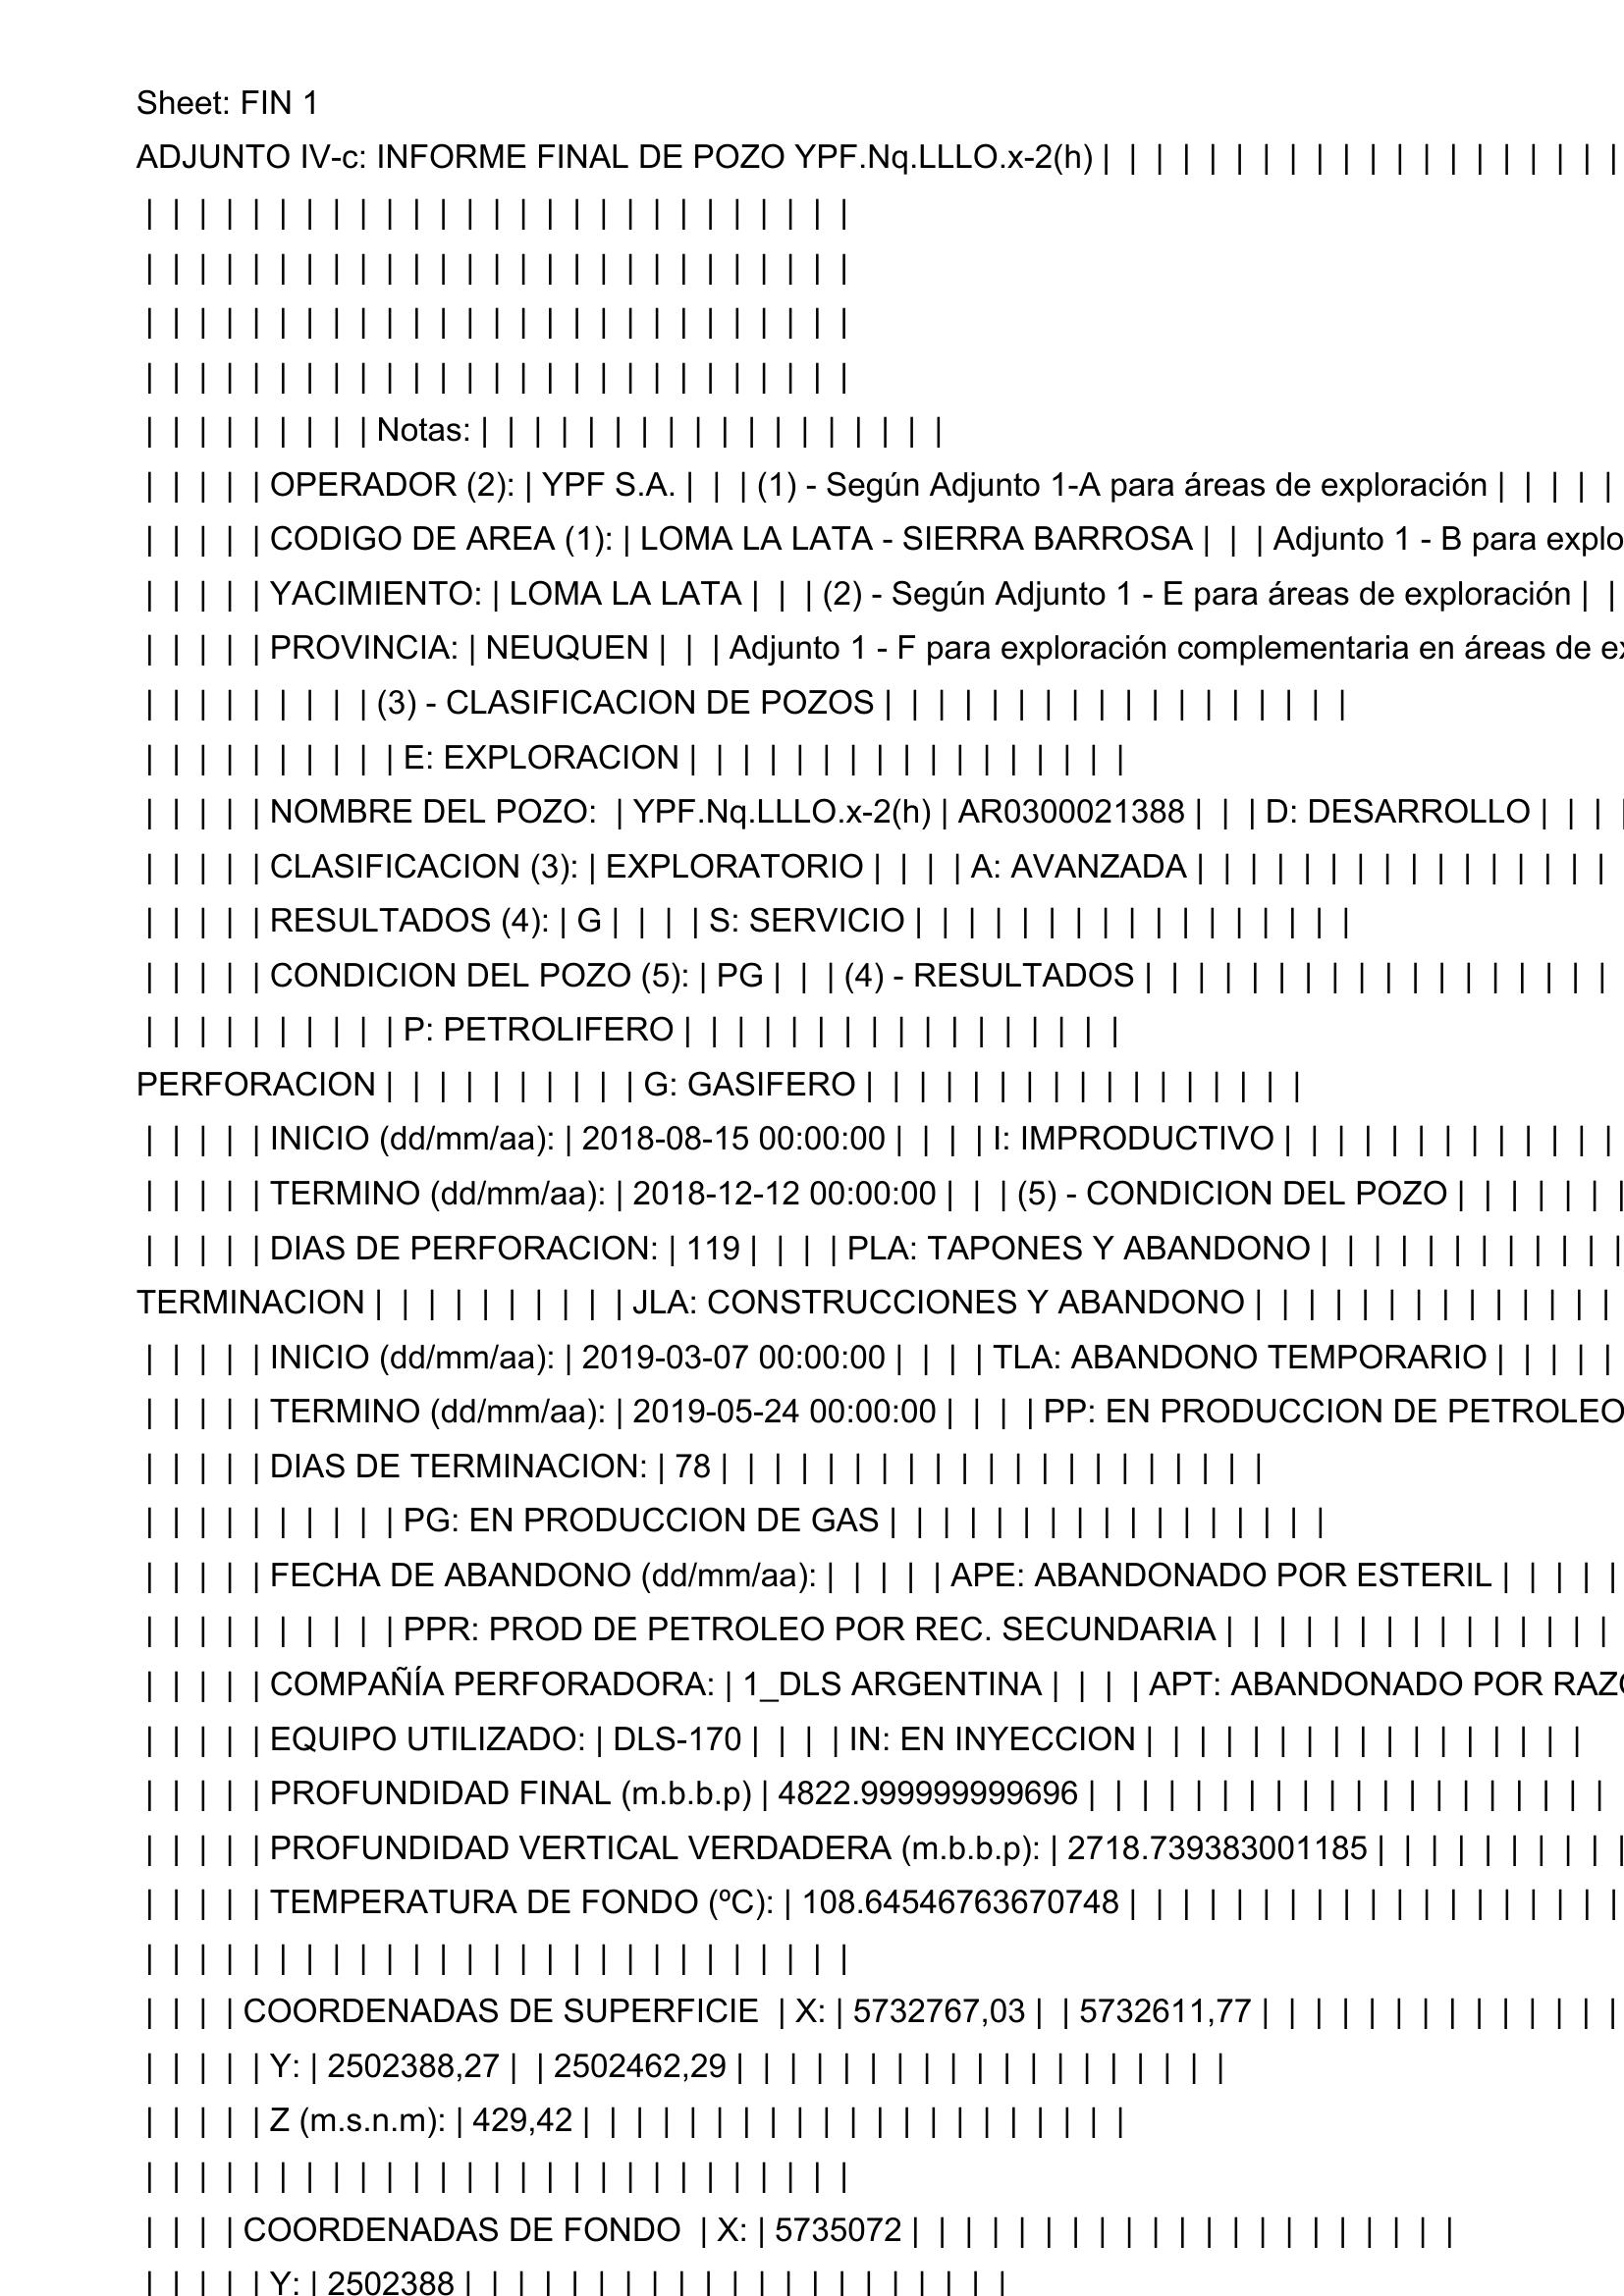 Sheet: FIN 1
ADJUNTO IV-c: INFORME FINAL DE POZO YPF.Nq.LLLO.x-2(h) | | | | | | | | | | | | | | | | | | | |
| | | | | | | | | | | | | | | | | | | | | | | | | | |
| | | | | | | | | | | | | | | | | | | | | | | | | | |
| | | | | | | | | | | | | | | | | | | | | | | | | | |
| | | | | | | | | | | | | | | | | | | | | | | | | | |
| | | | | | | | | Notas: | | | | | | | | | | | | | | | | | |
| | | | | OPERADOR (2): | YPF S.A. | | | (1) - Según Adjunto 1-A para áreas de exploración | | | | |
| | | | | CODIGO DE AREA (1): | LOMA LA LATA - SIERRA BARROSA | | | Adjunto 1 - B para explo
| | | | | YACIMIENTO: | LOMA LA LATA | | | (2) - Según Adjunto 1 - E para áreas de exploración | |
| | | | | PROVINCIA: | NEUQUEN | | | Adjunto 1 - F para exploración complementaria en áreas de ex
| | | | | | | | | (3) - CLASIFICACION DE POZOS | | | | | | | | | | | | | | | | | |
| | | | | | | | | | E: EXPLORACION | | | | | | | | | | | | | | | | |
| | | | | NOMBRE DEL POZO: | YPF.Nq.LLLO.x-2(h) | AR0300021388 | | | D: DESARROLLO | | | |
| | | | | CLASIFICACION (3): | EXPLORATORIO | | | | A: AVANZADA | | | | | | | | | | | | | | | |
| | | | | RESULTADOS (4): | G | | | | S: SERVICIO | | | | | | | | | | | | | | | | |
| | | | | CONDICION DEL POZO (5): | PG | | | (4) - RESULTADOS | | | | | | | | | | | | | | | | | |
| | | | | | | | | | P: PETROLIFERO | | | | | | | | | | | | | | | | |
PERFORACION | | | | | | | | | | G: GASIFERO | | | | | | | | | | | | | | | | |
| | | | | INICIO (dd/mm/aa): | 2018-08-15 00:00:00 | | | | I: IMPRODUCTIVO | | | | | | | | | | | | |
| | | | | TERMINO (dd/mm/aa): | 2018-12-12 00:00:00 | | | (5) - CONDICION DEL POZO | | | | | | |
| | | | | DIAS DE PERFORACION: | 119 | | | | PLA: TAPONES Y ABANDONO | | | | | | | | | | | |
TERMINACION | | | | | | | | | | JLA: CONSTRUCCIONES Y ABANDONO | | | | | | | | | | | | | |
| | | | | INICIO (dd/mm/aa): | 2019-03-07 00:00:00 | | | | TLA: ABANDONO TEMPORARIO | | | | |
| | | | | TERMINO (dd/mm/aa): | 2019-05-24 00:00:00 | | | | PP: EN PRODUCCION DE PETROLEO
| | | | | DIAS DE TERMINACION: | 78 | | | | | | | | | | | | | | | | | | | | |
| | | | | | | | | | PG: EN PRODUCCION DE GAS | | | | | | | | | | | | | | | | |
| | | | | FECHA DE ABANDONO (dd/mm/aa): | | | | | APE: ABANDONADO POR ESTERIL | | | | |
| | | | | | | | | | PPR: PROD DE PETROLEO POR REC. SECUNDARIA | | | | | | | | | | | | | | |
| | | | | COMPAÑÍA PERFORADORA: | 1_DLS ARGENTINA | | | | APT: ABANDONADO POR RAZO
| | | | | EQUIPO UTILIZADO: | DLS-170 | | | | IN: EN INYECCION | | | | | | | | | | | | | | | | |
| | | | | PROFUNDIDAD FINAL (m.b.b.p) | 4822.999999999696 | | | | | | | | | | | | | | | | | | | |
| | | | | PROFUNDIDAD VERTICAL VERDADERA (m.b.b.p): | 2718.739383001185 | | | | | | | | | |
| | | | | TEMPERATURA DE FONDO (ºC): | 108.64546763670748 | | | | | | | | | | | | | | | | | | |
| | | | | | | | | | | | | | | | | | | | | | | | | | |
| | | | COORDENADAS DE SUPERFICIE | X: | 5732767,03 | | 5732611,77 | | | | | | | | | | | | | |
| | | | | Y: | 2502388,27 | | 2502462,29 | | | | | | | | | | | | | | | | | | |
| | | | | Z (m.s.n.m): | 429,42 | | | | | | | | | | | | | | | | | | | | |
| | | | | | | | | | | | | | | | | | | | | | | | | | |
| | | | COORDENADAS DE FONDO | X: | 5735072 | | | | | | | | | | | | | | | | | | | | |
| | | | | Y: | 2502388 | | | | | | | | | | | | | | | | | | | | |